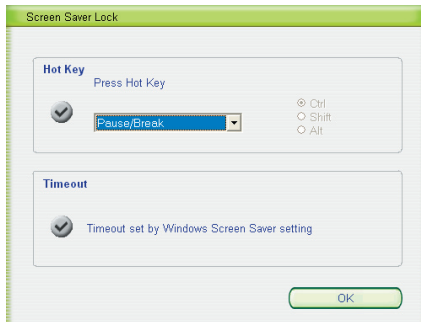 Screen Saver Lock
Hot Key
Press Hot Key
Pause/Break
Ctrl
Shift
Alt
Timeout
Timeout set by Windows Screen Saver setting
OK